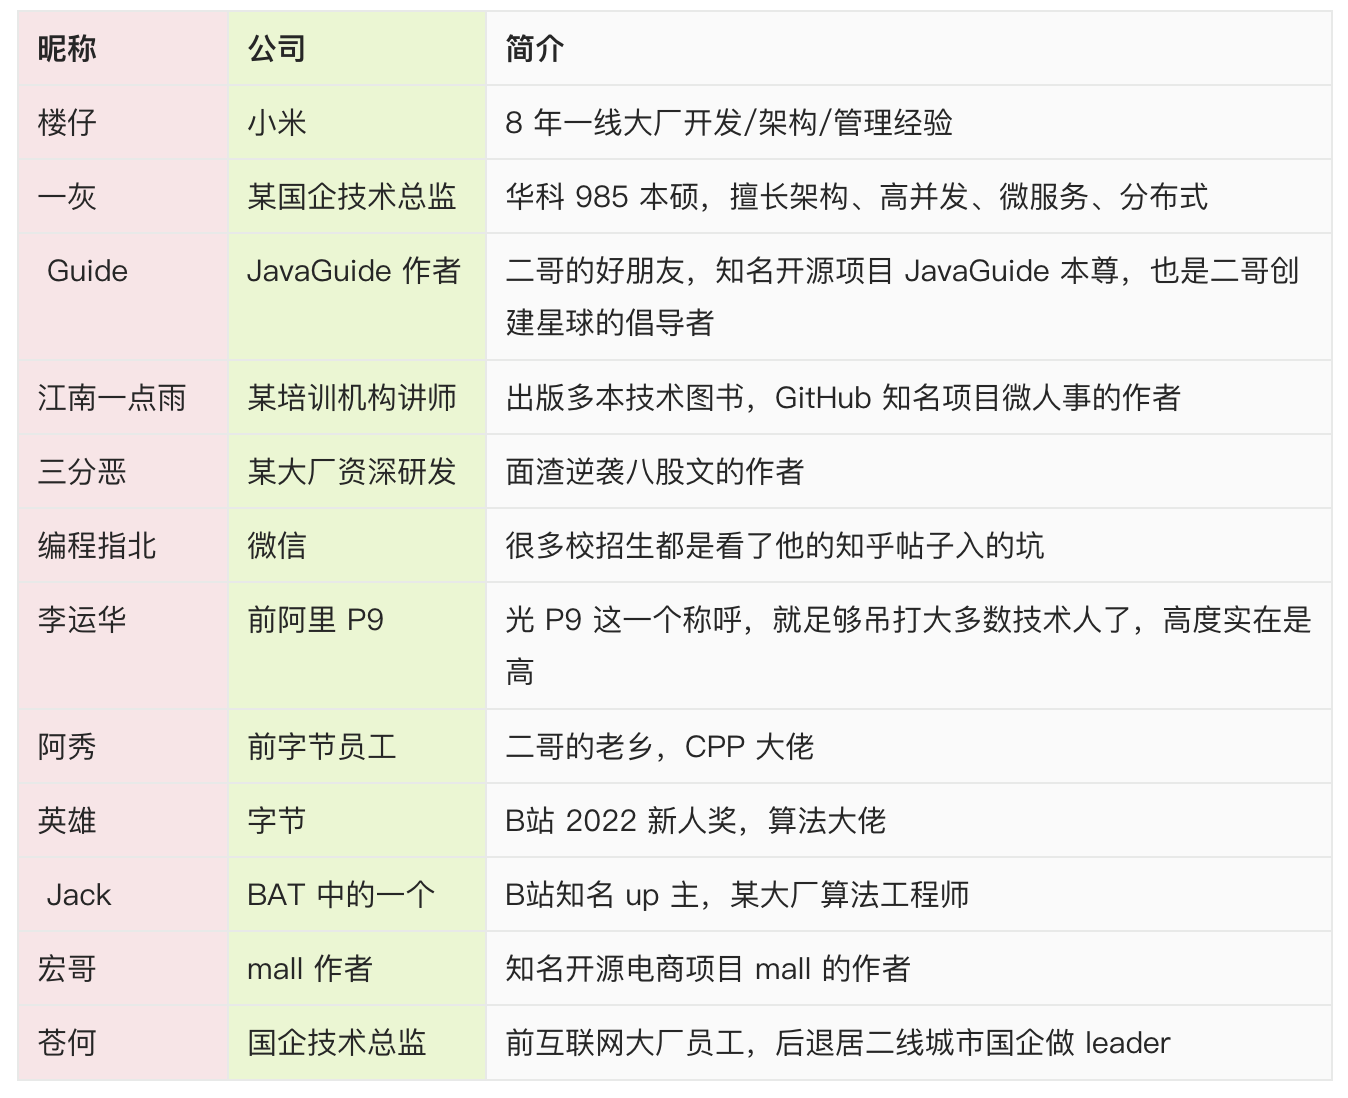 昵称 公司 简介
楼仔 小米 8 年一线大厂开发/架构/管理经验
一灰 某国企技术总监 华科 985 本硕，擅长架构、高并发、微服务、分布式
Guide JavaGuide 作者 二哥的好朋友，知名开源项目 JavaGuide 本尊，也是二哥创
建星球的倡导者
江南一点雨 某培训机构讲师 出版多本技术图书，GitHub 知名项目微人事的作者
三分恶 某大厂资深研发 面渣逆袭八股文的作者
编程指北 微信 很多校招生都是看了他的知乎帖子入的坑
李运华 前阿里 P9 光 P9 这一个称呼，就足够吊打大多数技术人了，高度实在是
高
阿秀 前字节员工 二哥的老乡，CPP 大佬
英雄 字节 B站 2022 新人奖，算法大佬
Jack BAT 中的一个 B站知名 up 主，某大厂算法工程师
宏哥 mall 作者 知名开源电商项目 mall 的作者
苍何 国企技术总监 前互联网大厂员工，后退居二线城市国企做 leader